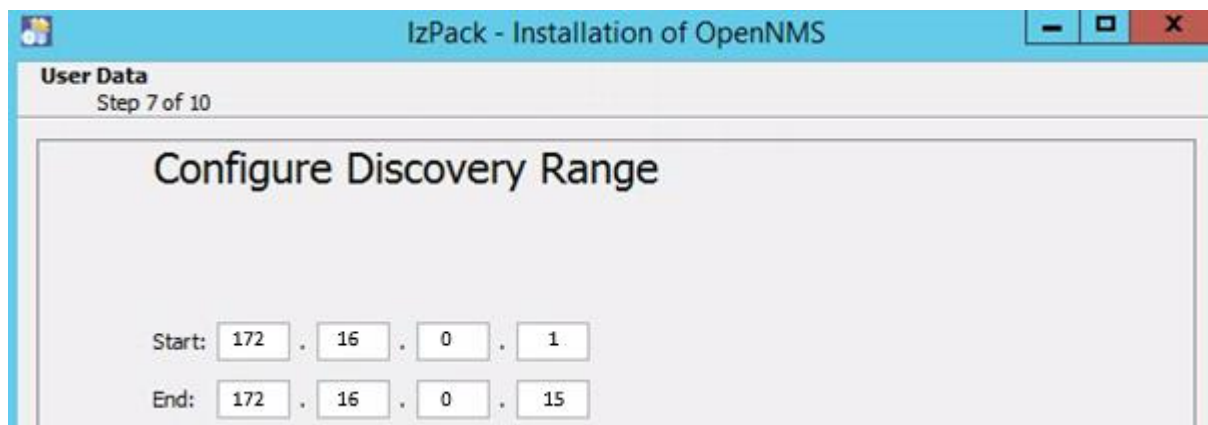 IzPack - Installation of OpenNMS
User Data
Step 7 of 10
Configure Discovery Range
Start: 172 . 16 . 0 . 1
End: 172 . 16 . 0 . 15